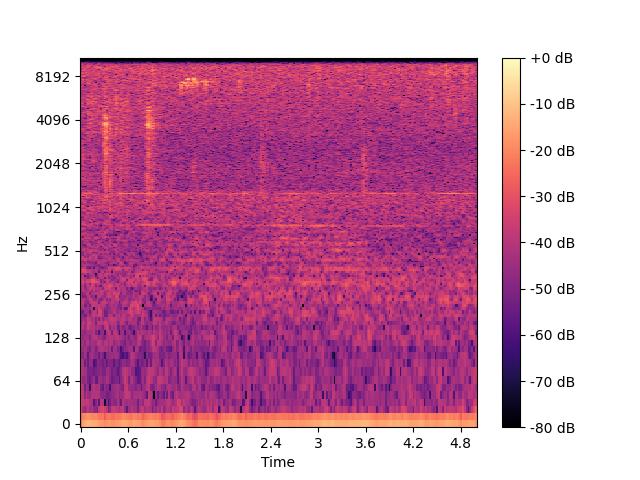 +0 dB
8192
-10 dB
4096
-20 dB
2048
-30 dB
1024
-40 dB
Hz
512
-50 dB
256
-60 dB
128
64
-70 dB
0
-80 dB
0 0.6 1.2 1.8 2.4 3 3.6 4.2 4.8
Time